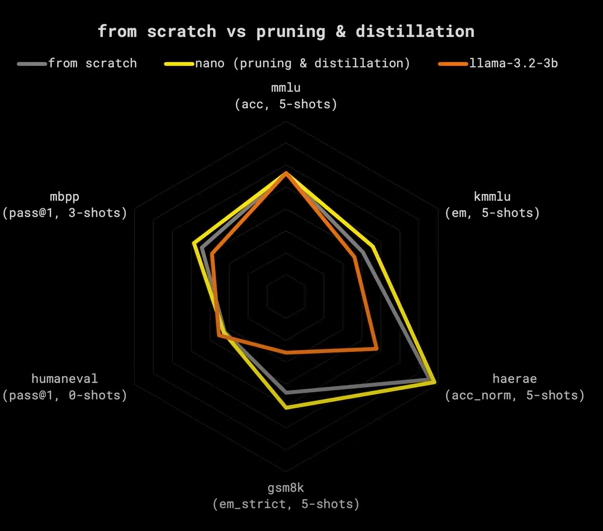 from scratch vs pruning & distillation
from scratch
nano (pruning & distillation)
llama-3.2-3b
mmlu
(acc, 5-shots)
mbpp
(pass@1, 3-shots)
kmmlu
(em, 5-shots)
humaneval
(pass@1, 0-shots)
haerae
(acc_norm, 5-shots)
gsm8k
(em_strict, 5-shots)